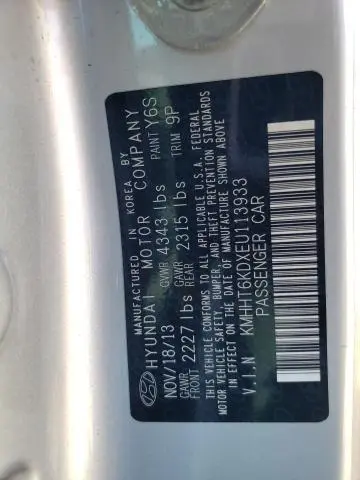 MANUFACTURED IN KOREA BY
HYUNDAI MOTOR COMPANY
NOV/18/13 GVWR 4343 lbs PAINT Y6S
GAWR FRONT 2227 lbs GAWR REAR 2315 lbs TRIM 9P
THIS VEHICLE CONFORMS TO ALL APPLICABLE U.S.A. FEDERAL
MOTOR VEHICLE SAFETY, BUMPER, AND THEFT PREVENTION STANDARDS
IN EFFECT ON THE DATE OF MANUFACTURE SHOWN ABOVE
V.I.N KMHHT6KDXEU113933
PASSENGER CAR